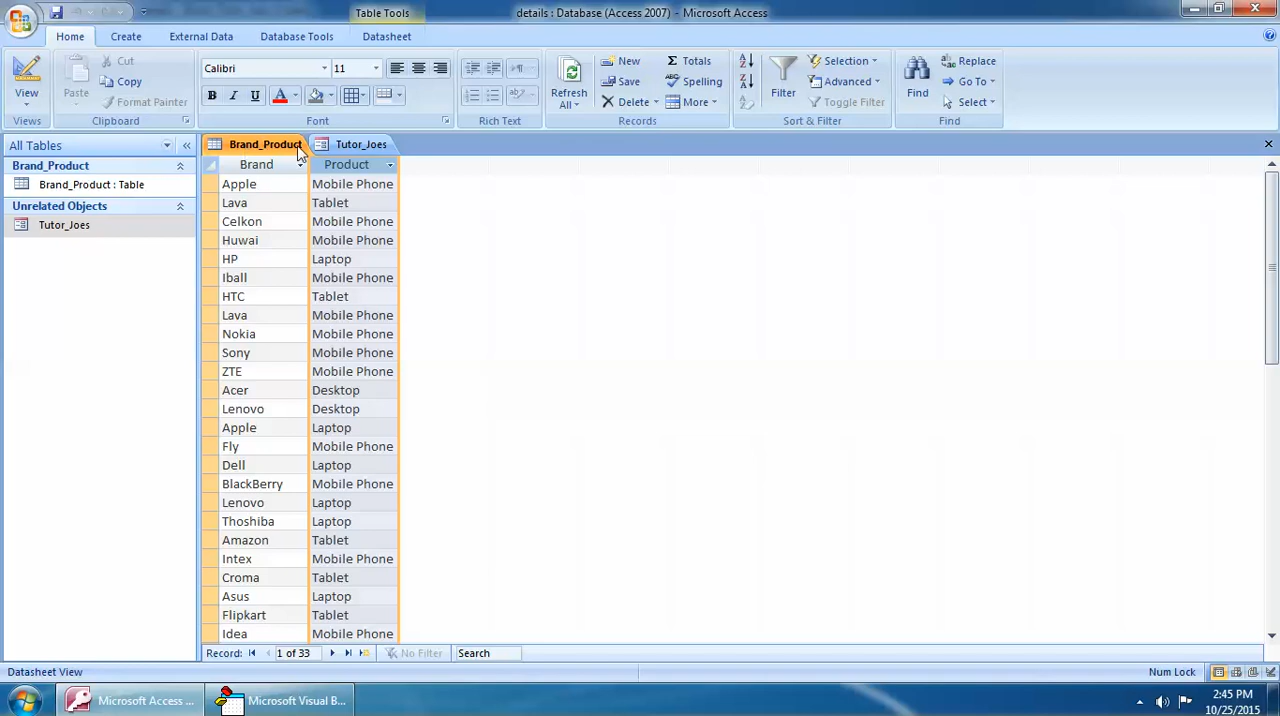 Table Tools
details : Database (Access 2007) - Microsoft Access
Home Create External Data Database Tools Datasheet
View
Views
Paste
Cut
Copy
Format Painter
Clipboard
Calibri 11
B I U A
Font
Rich Text
Refresh
All
New
Save
Delete
Totals
Spelling
More
Records
Filter
Selection
Advanced
Toggle Filter
Sort & Filter
Find
Replace
Go To
Select
Find
All Tables
Brand_Product
Brand_Product : Table
Unrelated Objects
Tutor_Joes
Brand_Product Tutor_Joes
Brand Product
Apple Mobile Phone
Lava Tablet
Celkon Mobile Phone
Huwai Mobile Phone
HP Laptop
Iball Mobile Phone
HTC Tablet
Lava Mobile Phone
Nokia Mobile Phone
Sony Mobile Phone
ZTE Mobile Phone
Acer Desktop
Lenovo Desktop
Apple Laptop
Fly Mobile Phone
Dell Laptop
BlackBerry Mobile Phone
Lenovo Laptop
Thoshiba Laptop
Amazon Tablet
Intex Mobile Phone
Croma Tablet
Asus Laptop
Flipkart Tablet
Idea Mobile Phone
Record: 1 of 33 No Filter Search
Datasheet View Num Lock
Microsoft Access ... Microsoft Visual B... 2:45 PM
10/25/2015